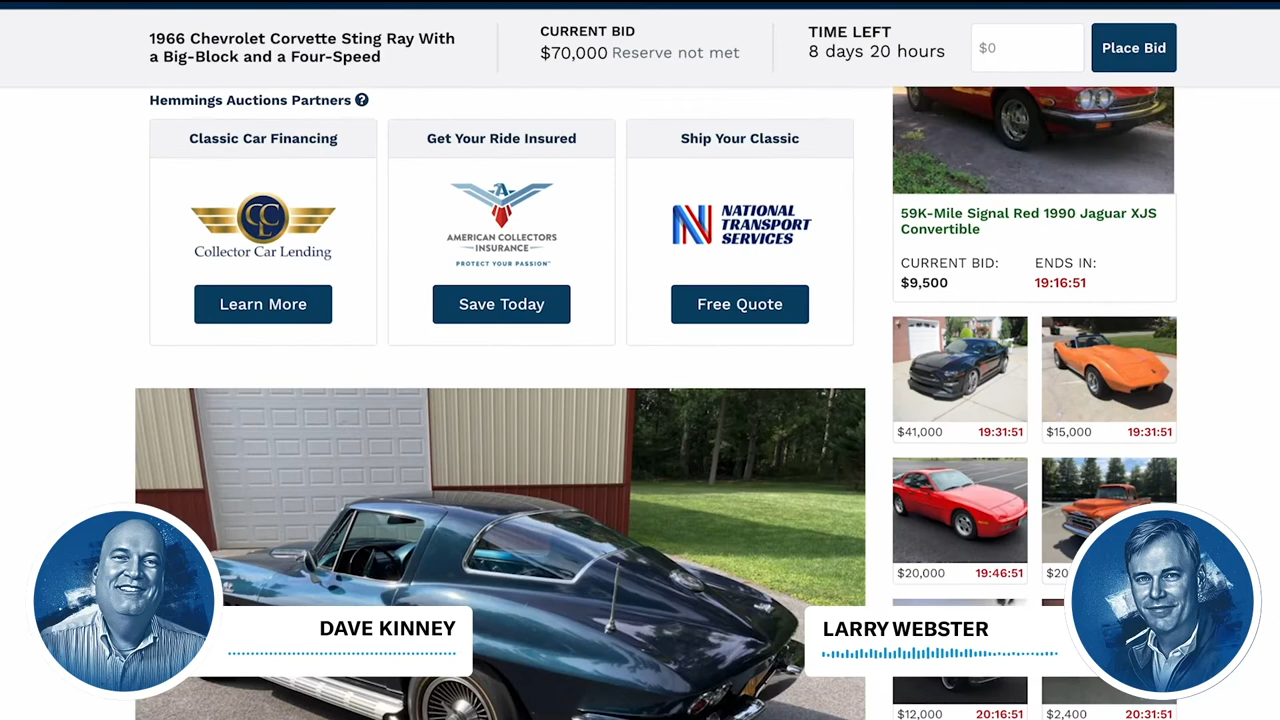 1966 Chevrolet Corvette Sting Ray With
a Big-Block and a Four-Speed
CURRENT BID
$70,000 Reserve not met
TIME LEFT
8 days 20 hours
$0
Place Bid
Hemmings Auctions Partners ?
Classic Car Financing
CCL
Collector Car Lending
Learn More
Get Your Ride Insured
A
AMERICAN COLLECTORS
INSURANCE
PROTECT YOUR PASSION™
Save Today
Ship Your Classic
N
NATIONAL
TRANSPORT
SERVICES
Free Quote
59K-Mile Signal Red 1990 Jaguar XJS
Convertible
CURRENT BID:
$9,500
ENDS IN:
19:16:51
$41,000 19:31:51
$15,000 19:31:51
$20,000 19:46:51
$20
$12,000 20:16:51
$2,400 20:31:51
DAVE KINNEY
LARRY WEBSTER